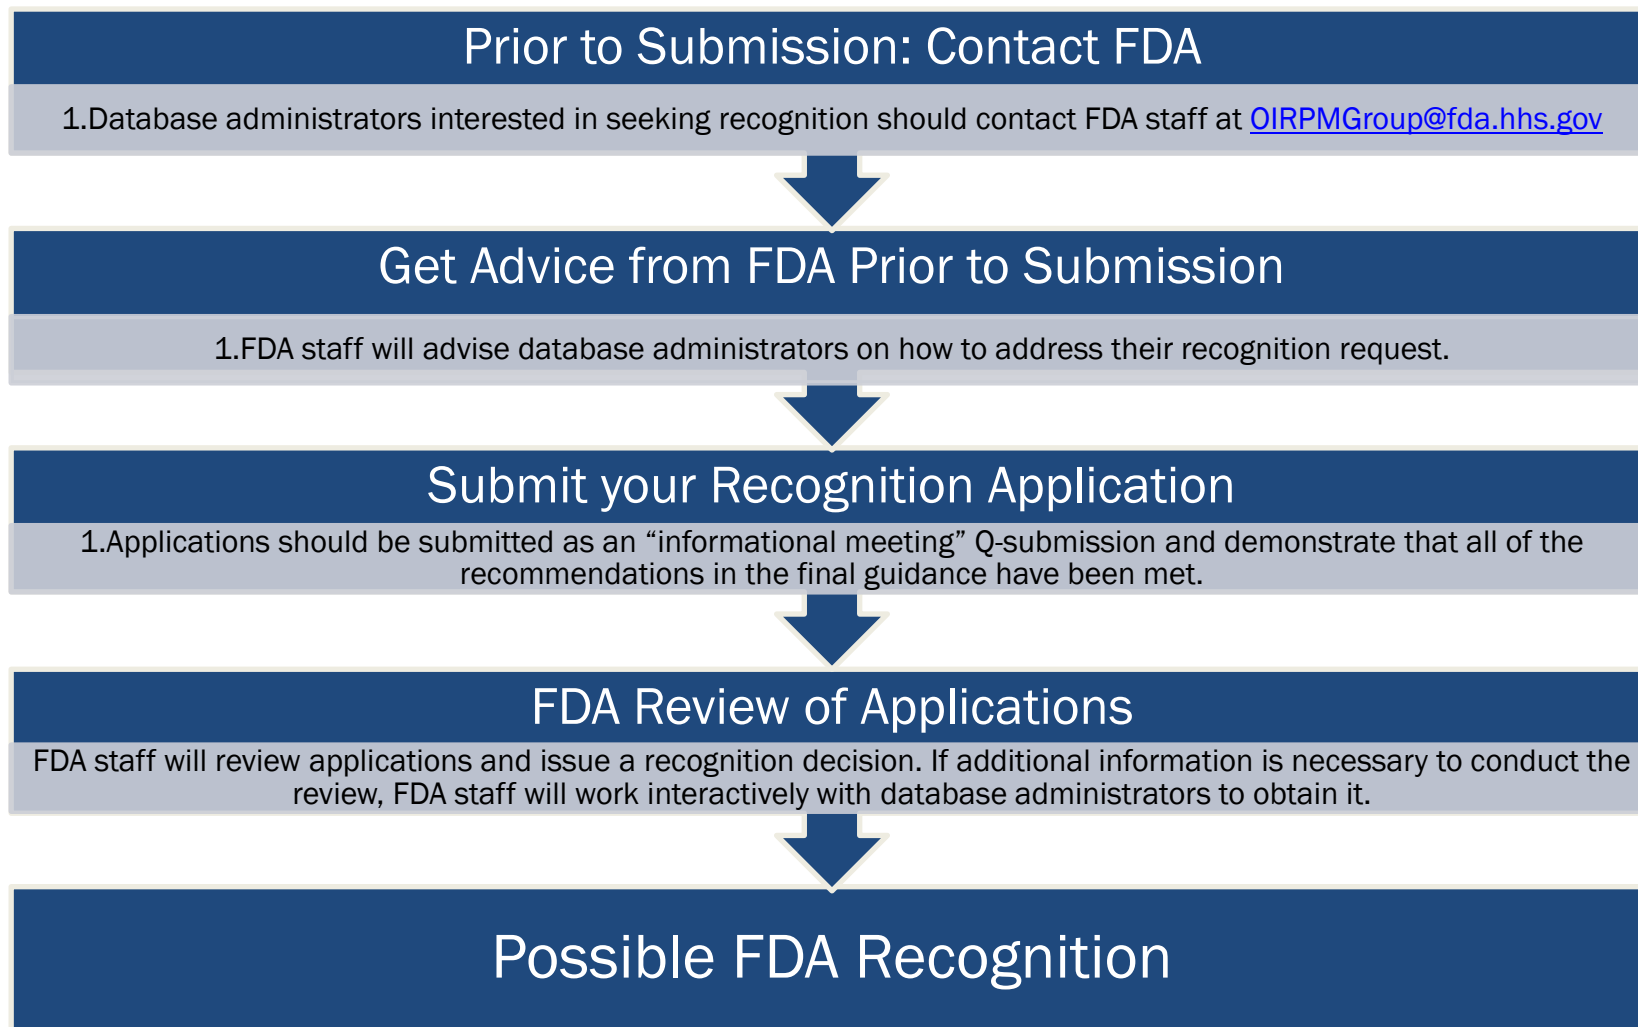 Prior to Submission: Contact FDA
1.Database administrators interested in seeking recognition should contact FDA staff at OIRPMGroup@fda.hhs.gov
Get Advice from FDA Prior to Submission
1.FDA staff will advise database administrators on how to address their recognition request.
Submit your Recognition Application
1.Applications should be submitted as an “informational meeting” Q-submission and demonstrate that all of the
recommendations in the final guidance have been met.
FDA Review of Applications
FDA staff will review applications and issue a recognition decision. If additional information is necessary to conduct the
review, FDA staff will work interactively with database administrators to obtain it.
Possible FDA Recognition